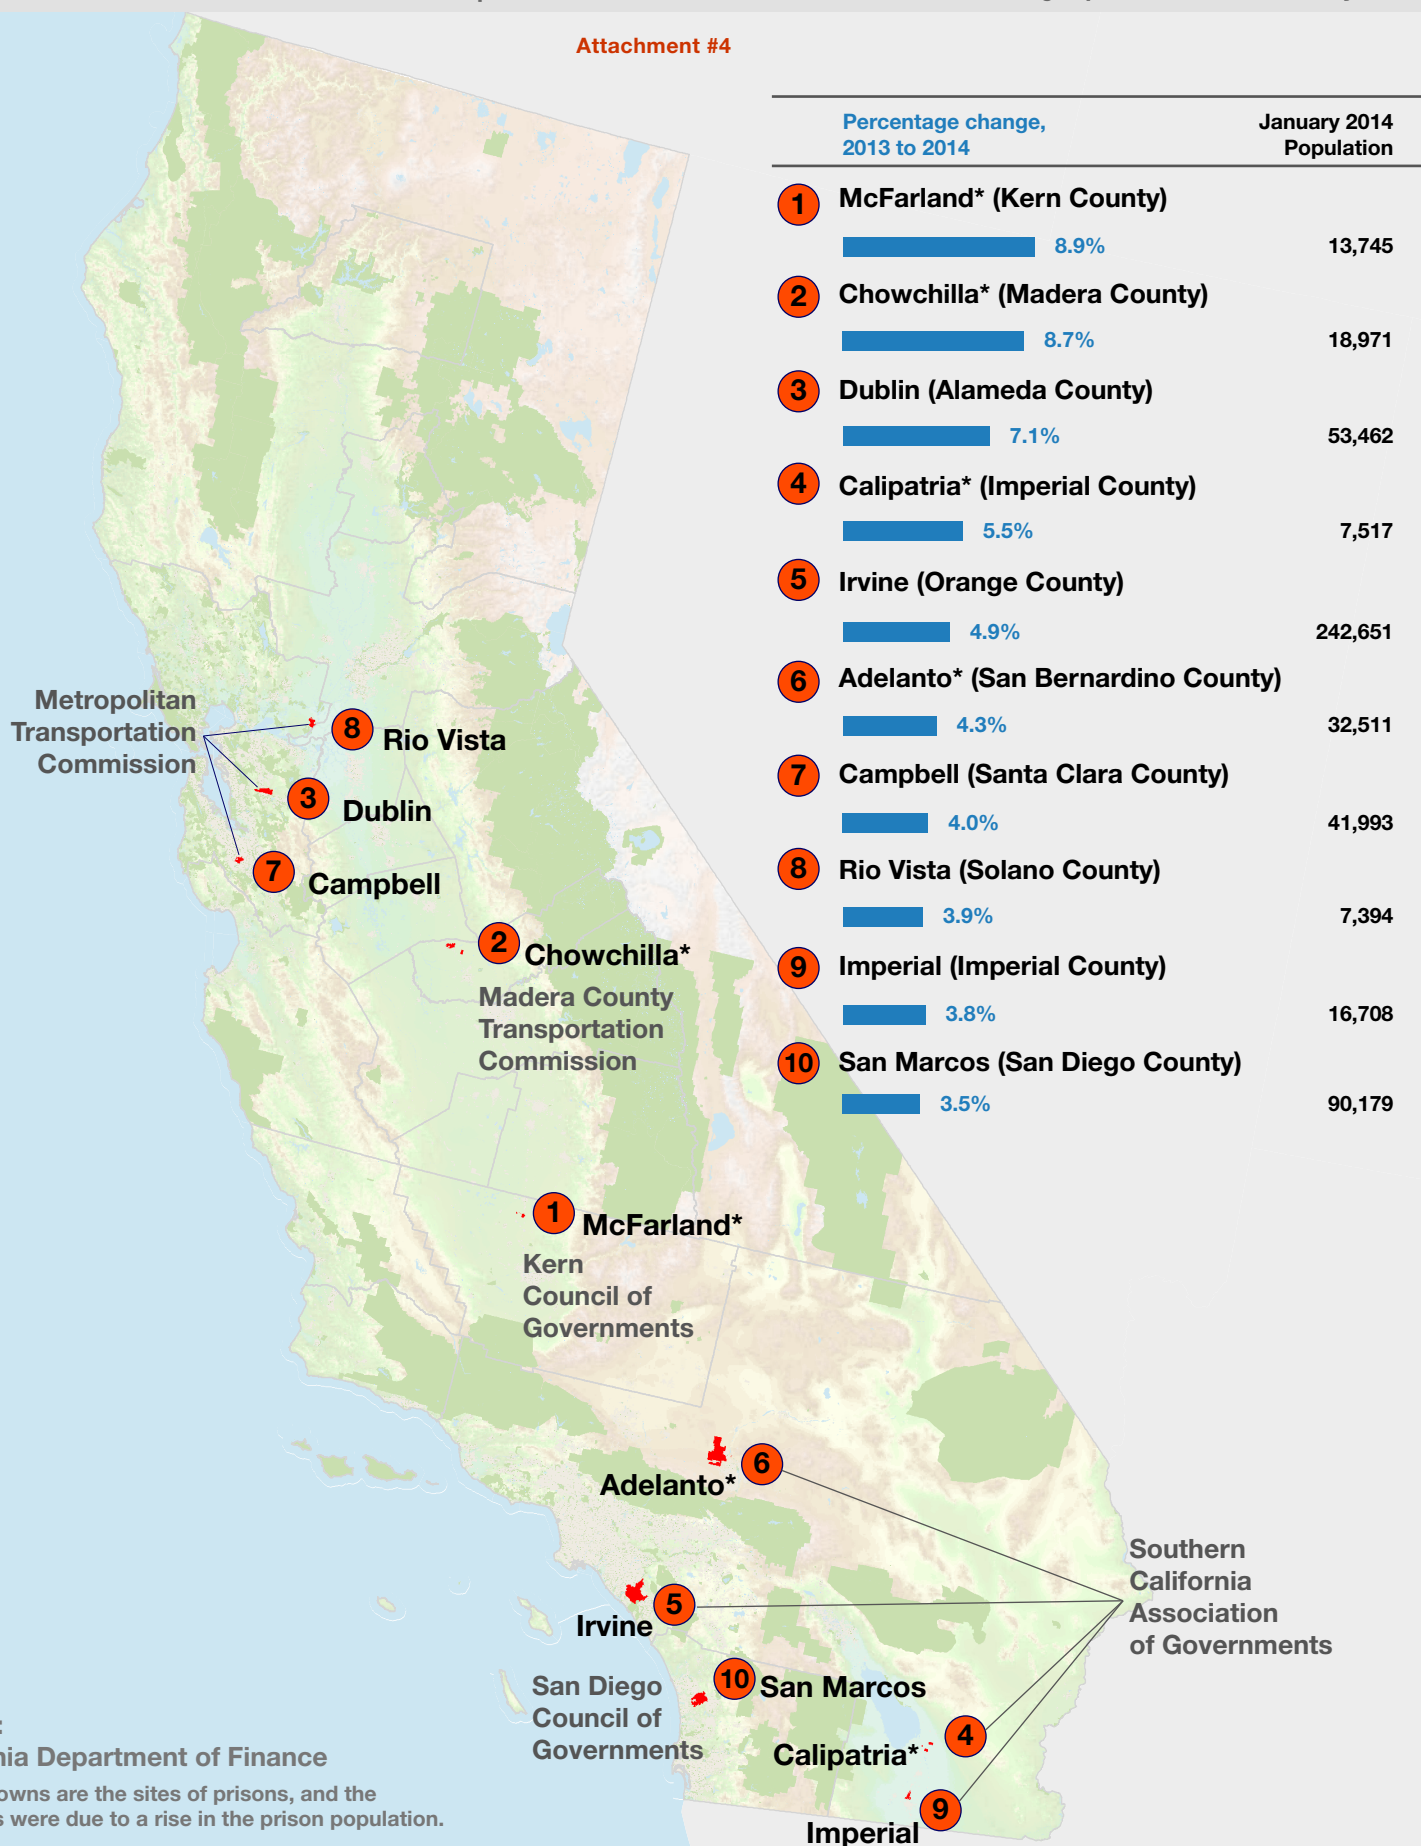 Attachment #4
Percentage change,
2013 to 2014
January 2014
Population
1 McFarland* (Kern County)
8.9% 13,745
2 Chowchilla* (Madera County)
8.7% 18,971
3 Dublin (Alameda County)
7.1% 53,462
4 Calipatria* (Imperial County)
5.5% 7,517
5 Irvine (Orange County)
4.9% 242,651
6 Adelanto* (San Bernardino County)
4.3% 32,511
7 Campbell (Santa Clara County)
4.0% 41,993
8 Rio Vista (Solano County)
3.9% 7,394
9 Imperial (Imperial County)
3.8% 16,708
10 San Marcos (San Diego County)
3.5% 90,179
Metropolitan
Transportation
Commission
8 Rio Vista
3 Dublin
7 Campbell
2 Chowchilla*
Madera County
Transportation
Commission
1 McFarland*
Kern
Council of
Governments
6
Adelanto*
5
Irvine
Southern
California
Association
of Governments
10 San Marcos
San Diego
Council of
Governments
4
Calipatria*
9
Imperial
nia Department of Finance
owns are the sites of prisons, and the
s were due to a rise in the prison population.